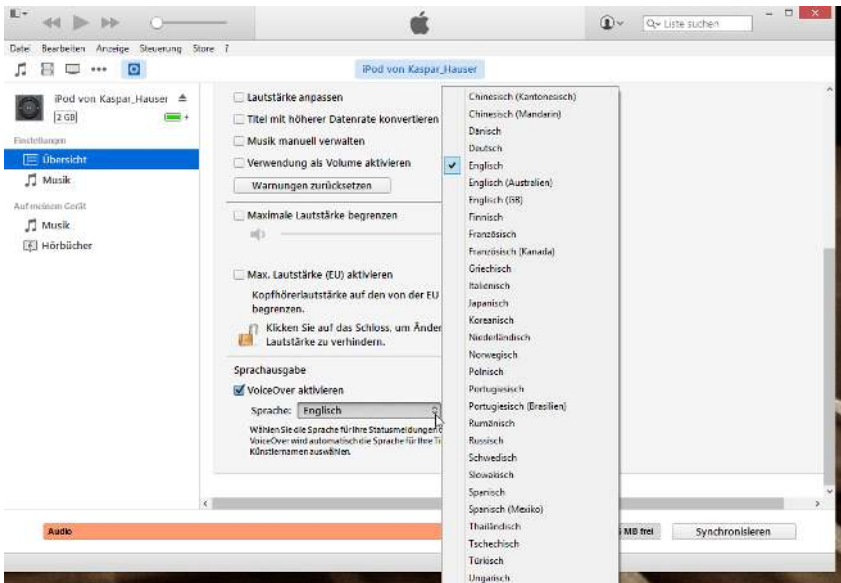 Liste suchen
Datei Bearbeiten Anzeige Steuerung Store ?
iPod von Kaspar_Hauser
iPod von Kaspar_Hauser
2 GB
Einstellungen
Übersicht
Musik
Auf meinem Gerät
Musik
Hörbücher
Lautstärke anpassen
Titel mit höherer Datenrate konvertieren
Musik manuell verwalten
Verwendung als Volume aktivieren
Warnungen zurücksetzen
Maximale Lautstärke begrenzen
Max. Lautstärke (EU) aktivieren
Kopfhörerlautstärke auf den von der EU
begrenzen.
Klicken Sie auf das Schloss, um Änder
Lautstärke zu verhindern.
Sprachausgabe
VoiceOver aktivieren
Sprache: Englisch
Wählen Sie die Sprache für Ihre Statusmeldungen
VoiceOver wird automatisch die Sprache für Ihre Ti
Künstlernamen auswählen.
Chinesisch (Kantonesisch)
Chinesisch (Mandarin)
Dänisch
Deutsch
Englisch
Englisch (Australien)
Englisch (GB)
Finnisch
Französisch
Französisch (Kanada)
Griechisch
Italienisch
Japanisch
Koreanisch
Niederländisch
Norwegisch
Polnisch
Portugiesisch
Portugiesisch (Brasilien)
Rumänisch
Russisch
Schwedisch
Slowakisch
Spanisch
Spanisch (Mexiko)
Thailändisch
Tschechisch
Türkisch
Ungarisch
Audio
MB frei
Synchronisieren